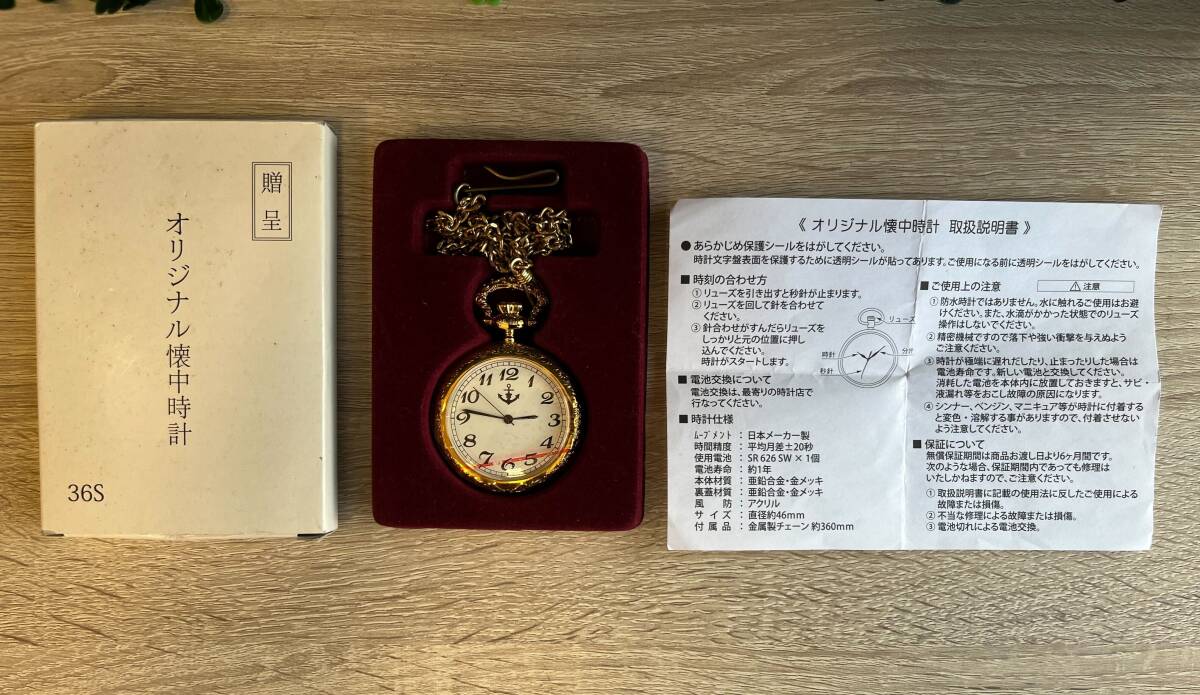 贈呈
オリジナル懐中時計
36S
12
1
2
3
4
5
6
7
8
9
10
11
《 オリジナル懐中時計 取扱説明書 》
● あらかじめ保護シールをはがしてください。
時計文字盤表面を保護するために透明シールが貼ってあります。ご使用になる前に透明シールをはがしてください。
■ 時刻の合わせ方
① リューズを引き出すと秒針が止まります。
② リューズを回して針を合わせて
ください。
③ 針合わせがすんだらリューズを
しっかりと元の位置に押し
込んでください。
時計がスタートします。
リューズ
時針
分針
秒針
■ 電池交換について
電池交換は、最寄りの時計店で
行なってください。
■ 時計仕様
ムーブメント : 日本メーカー製
時間精度 : 平均月差±20秒
使用電池 : SR 626 SW × 1個
電池寿命 : 約1年
本体材質 : 亜鉛合金・金メッキ
裏蓋材質 : 亜鉛合金・金メッキ
風防 : アクリル
サイズ : 直径約46mm
付属品 : 金属製チェーン 約360mm
■ ご使用上の注意
⚠ 注意
① 防水時計ではありません。水に触れるご使用はお避
けください。また、水滴がかかった状態でのリューズ
操作はしないでください。
② 精密機械ですので落下や強い衝撃を与えぬよう
ご注意ください。
③ 時計が極端に遅れだしたり、止まったりした場合は
電池寿命です。新しい電池と交換してください。
消耗した電池を本体内に放置しておきますと、サビ・
液漏れ等をおこし故障の原因になります。
④ シンナー、ベンジン、マニキュア等が時計に付着する
と変色・溶解する事がありますので、付着させない
よう注意してください。
■ 保証について
無償保証期間は商品お渡し日より6ヶ月間です。
次のような場合、保証期間内であっても修理は
いたしかねますので、ご注意ください。
① 取扱説明書に記載の使用法に反したご使用による
故障または損傷。
② 不当な修理による故障または損傷。
③ 電池切れによる電池交換。